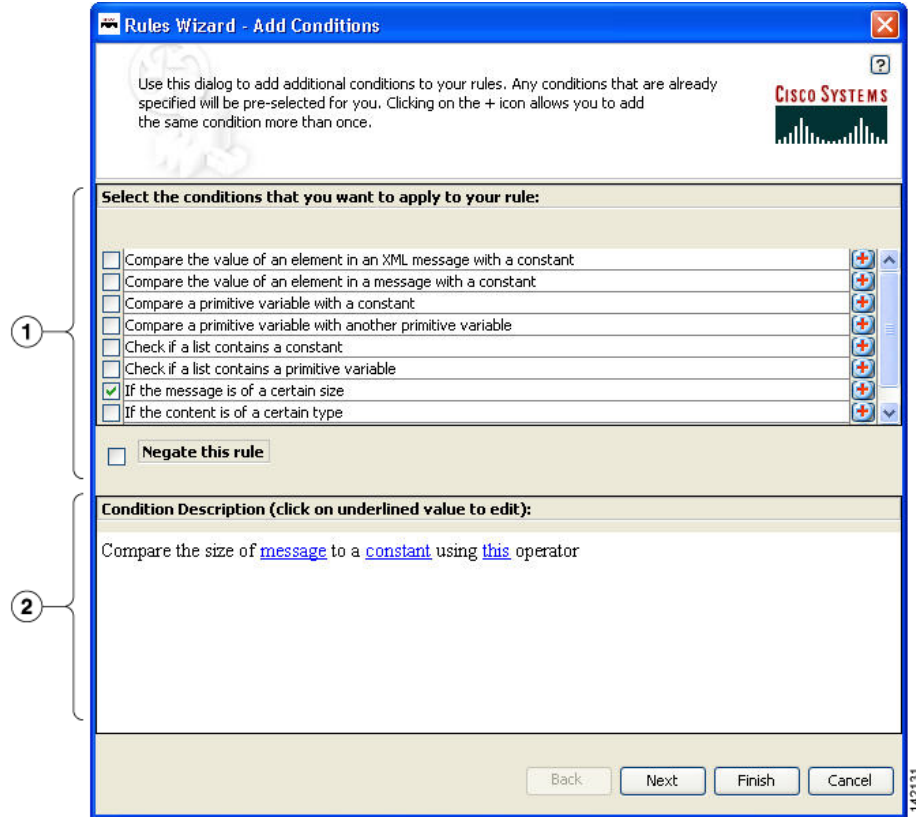 Rules Wizard - Add Conditions
?
Use this dialog to add additional conditions to your rules. Any conditions that are already
specified will be pre-selected for you. Clicking on the + icon allows you to add
the same condition more than once.
CISCO SYSTEMS
Select the conditions that you want to apply to your rule:
Compare the value of an element in an XML message with a constant
Compare the value of an element in a message with a constant
Compare a primitive variable with a constant
Compare a primitive variable with another primitive variable
Check if a list contains a constant
Check if a list contains a primitive variable
If the message is of a certain size
If the content is of a certain type
1
Negate this rule
Condition Description (click on underlined value to edit):
Compare the size of message to a constant using this operator
2
Back Next Finish Cancel
142131